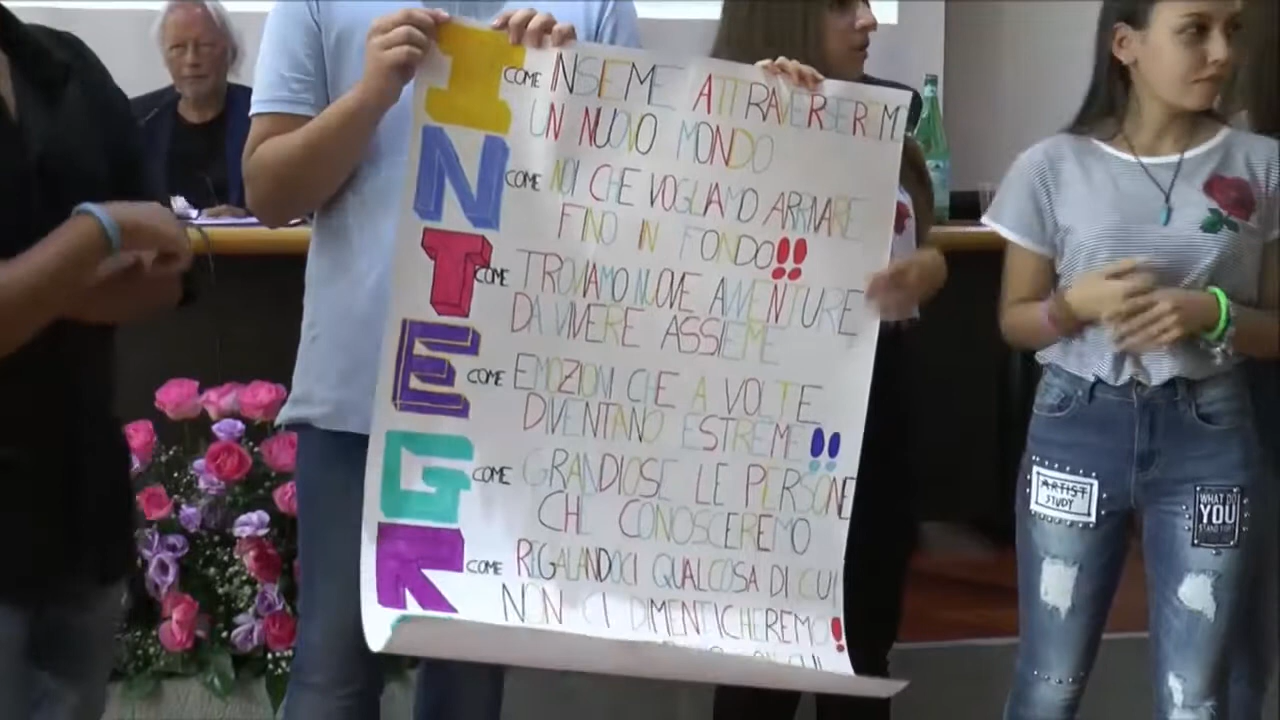 I COME INSIEME ATTRAVERSEREM
UN NUOVO MONDO
N COME NOI CHE VOGLIAMO ARRIVARE
FINO IN FONDO!!
T COME TROVIAMO NUOVE AVVENTURE
DA VIVERE ASSIEME
E COME EMOZIONI CHE A VOLTE
DIVENTANO ESTREME!!
G COME GRANDIOSE LE PERSONE
CHE CONOSCEREMO
R COME REGALANDOCI QUALCOSA DI CUI
NON CI DIMENTICHEREMO!
ARTIST
STUDY
WHAT DO
YOU
STAND FOR?